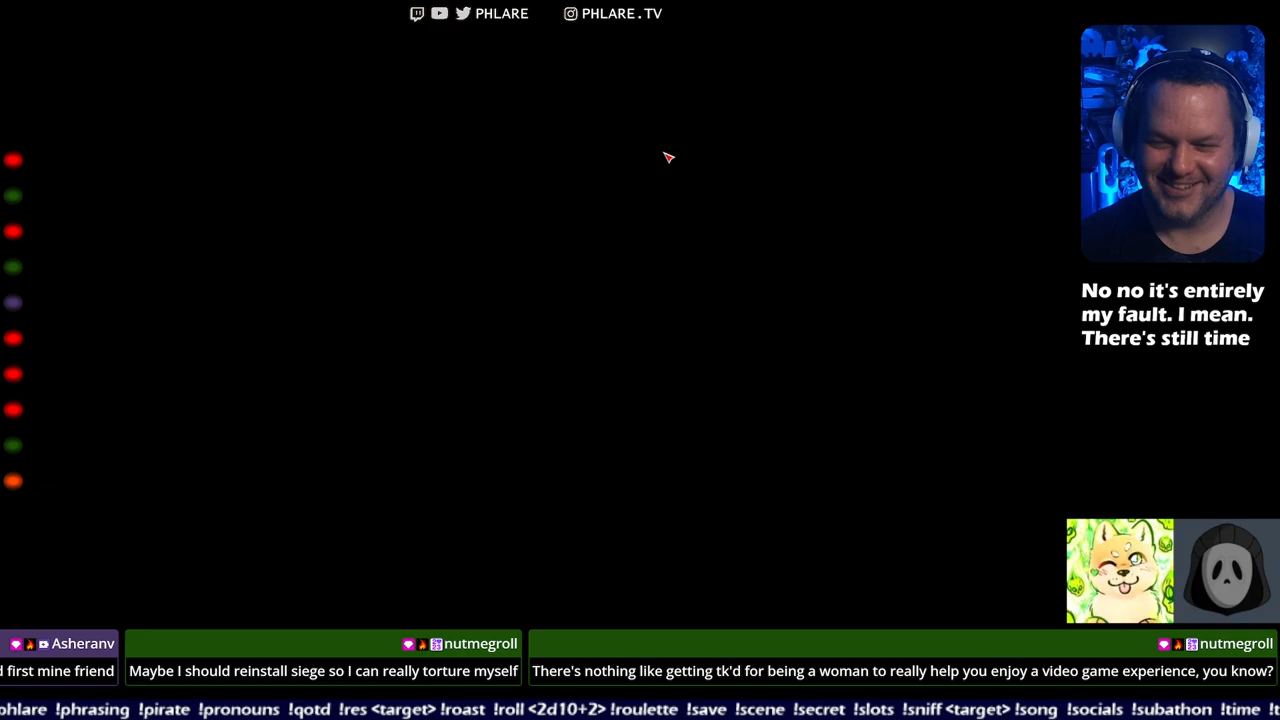 PHLARE PHLARE.TV
No no it's entirely
my fault. I mean.
There's still time
Asheranv
d first mine friend
nutmegroll
Maybe I should reinstall siege so I can really torture myself
nutmegroll
There's nothing like getting tk'd for being a woman to really help you enjoy a video game experience, you know?
phlare !phrasing !pirate !pronouns !qotd !res <target> !roast !roll <2d10+2> !roulette !save !scene !secret !slots !sniff <target> !song !socials !subathon !time !t